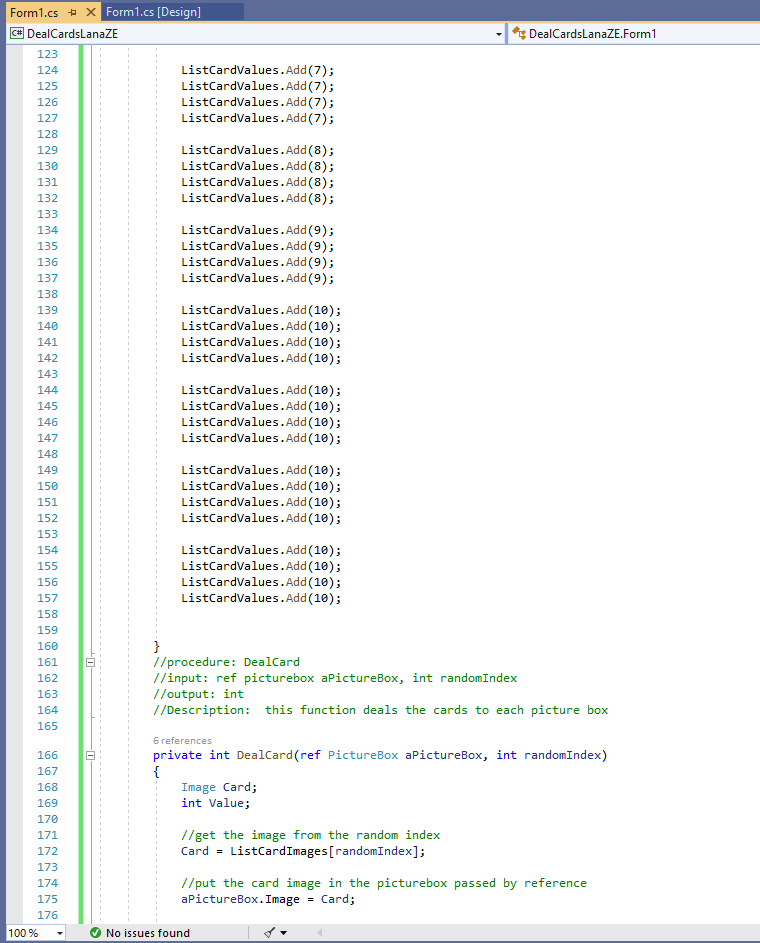 Form1.cs Form1.cs [Design]
C# DealCardsLanaZE DealCardsLanaZE.Form1
123
124 ListCardValues.Add(7);
125 ListCardValues.Add(7);
126 ListCardValues.Add(7);
127 ListCardValues.Add(7);
128
129 ListCardValues.Add(8);
130 ListCardValues.Add(8);
131 ListCardValues.Add(8);
132 ListCardValues.Add(8);
133
134 ListCardValues.Add(9);
135 ListCardValues.Add(9);
136 ListCardValues.Add(9);
137 ListCardValues.Add(9);
138
139 ListCardValues.Add(10);
140 ListCardValues.Add(10);
141 ListCardValues.Add(10);
142 ListCardValues.Add(10);
143
144 ListCardValues.Add(10);
145 ListCardValues.Add(10);
146 ListCardValues.Add(10);
147 ListCardValues.Add(10);
148
149 ListCardValues.Add(10);
150 ListCardValues.Add(10);
151 ListCardValues.Add(10);
152 ListCardValues.Add(10);
153
154 ListCardValues.Add(10);
155 ListCardValues.Add(10);
156 ListCardValues.Add(10);
157 ListCardValues.Add(10);
158
159
160 }
161 //procedure: DealCard
162 //input: ref picturebox aPictureBox, int randomIndex
163 //output: int
164 //Description:  this function deals the cards to each picture box
165
6 references
166 private int DealCard(ref PictureBox aPictureBox, int randomIndex)
167 {
168 Image Card;
169 int Value;
170
171 //get the image from the random index
172 Card = ListCardImages[randomIndex];
173
174 //put the card image in the picturebox passed by reference
175 aPictureBox.Image = Card;
176
100 % No issues found